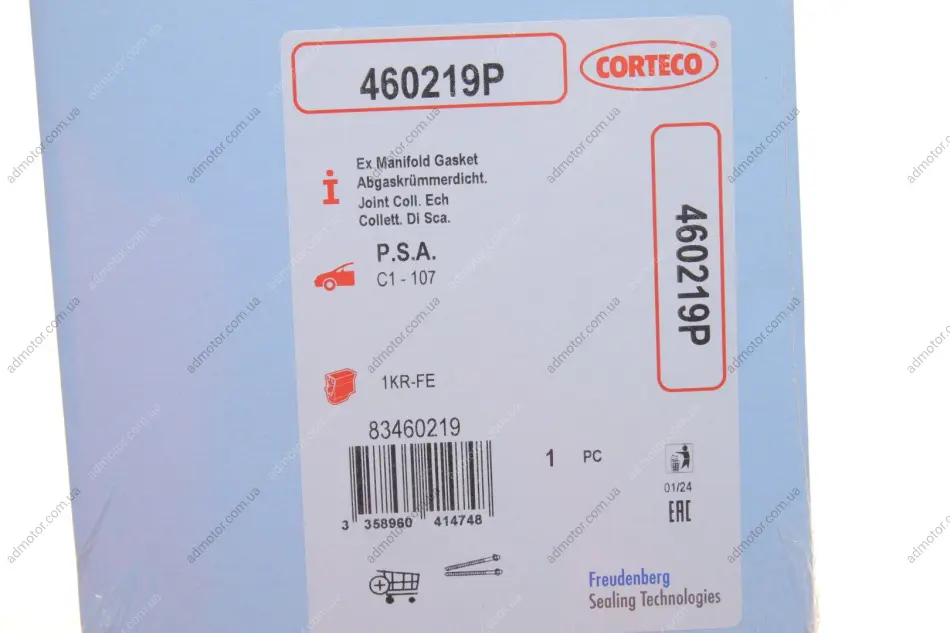 460219P
CORTECO®
Ex Manifold Gasket
Abgaskrümmerdicht.
Joint Coll. Ech
Collett. Di Sca.
P.S.A.
C1 - 107
460219P
1KR-FE
83460219
1 PC
3 358960 414748
01/24
EAC
Freudenberg
Sealing Technologies
admotor.com.ua